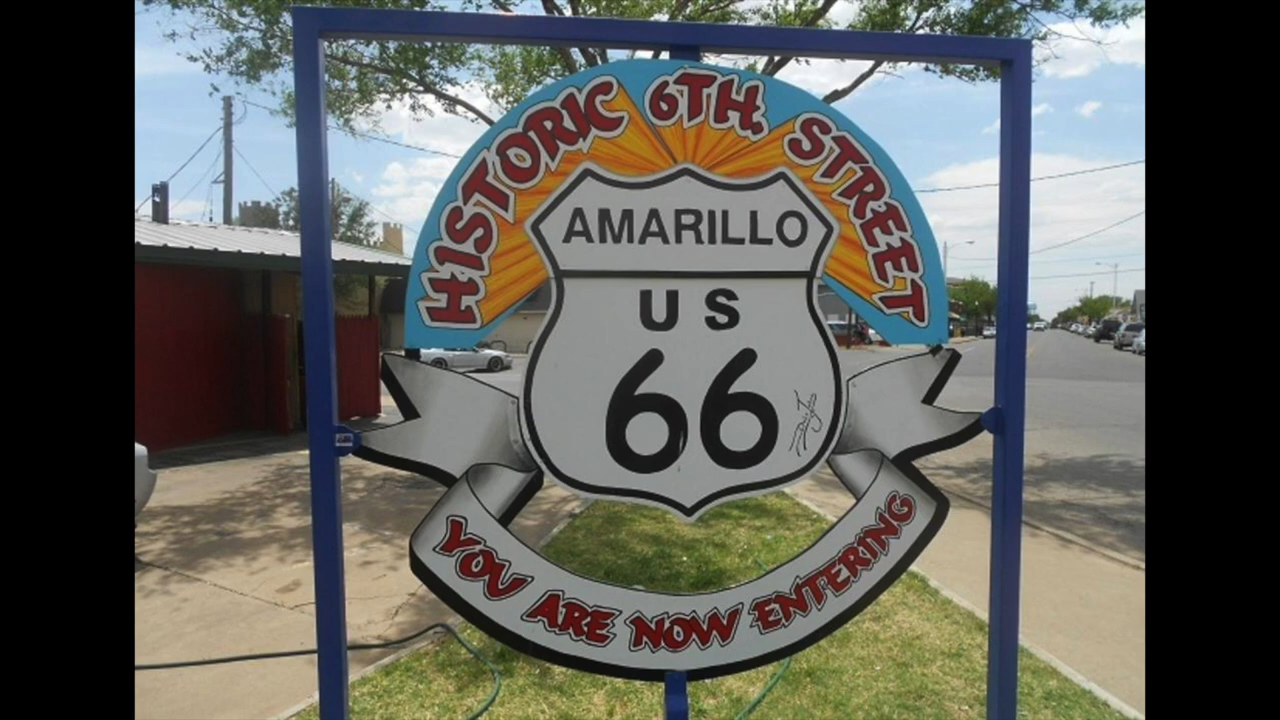 HISTORIC 6TH. STREET
AMARILLO
US
66
YOU ARE NOW ENTERING